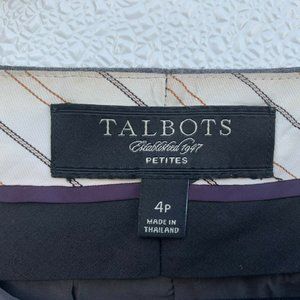 TALBOTS
Established 1947
PETITES
4P
MADE IN
THAILAND